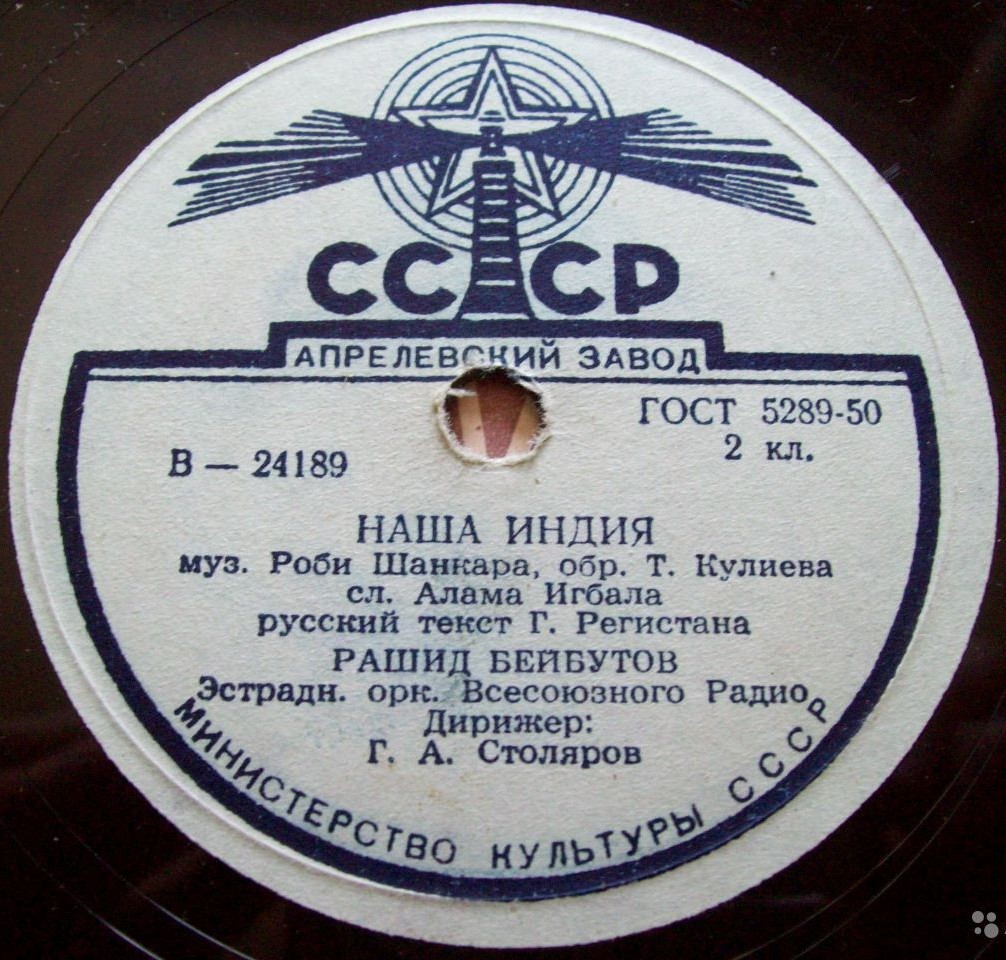 СССР
АПРЕЛЕВСКИЙ ЗАВОД
ГОСТ 5289-50
2 кл.
В — 24189
НАША ИНДИЯ
муз. Роби Шанкара, обр. Т. Кулиева
сл. Алама Игбала
русский текст Г. Регистана
РАШИД БЕЙБУТОВ
Эстрадн. орк. Всесоюзного Радио
Дирижер:
Г. А. Столяров
МИНИСТЕРСТВО КУЛЬТУРЫ СССР